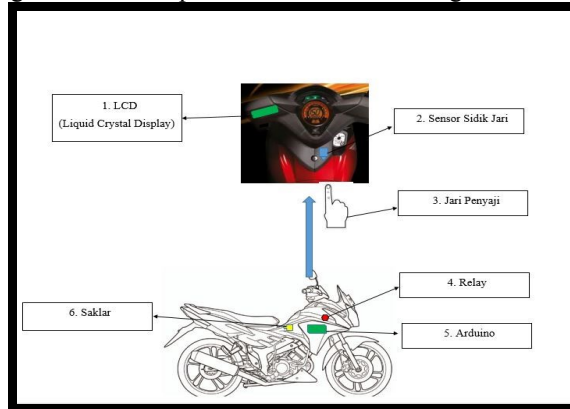 1. LCD
(Liquid Crystal Display)
2. Sensor Sidik Jari
3. Jari Penyaji
4. Relay
6. Saklar
5. Arduino